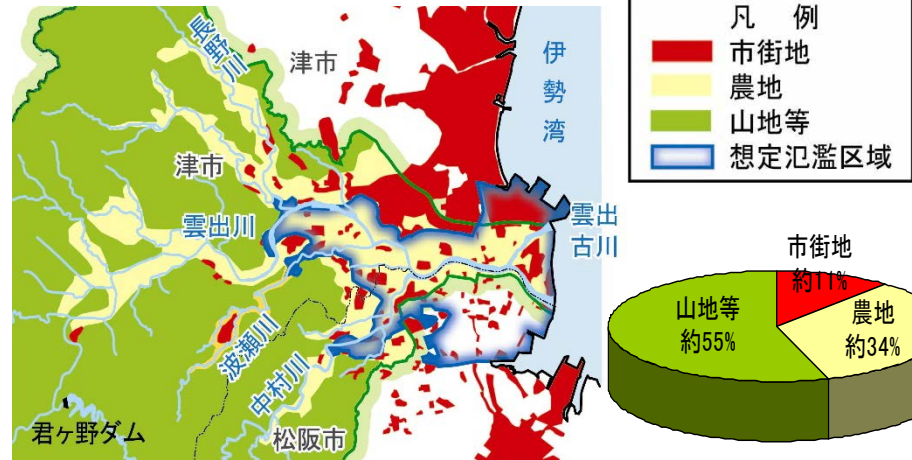 長野川
津市
伊勢湾
津市
雲出川
雲出
古川
波瀬川
中村川
君ヶ野ダム
松阪市
凡 例
市街地
農地
山地等
想定氾濫区域
市街地
約11%
山地等
約55%
農地
約34%